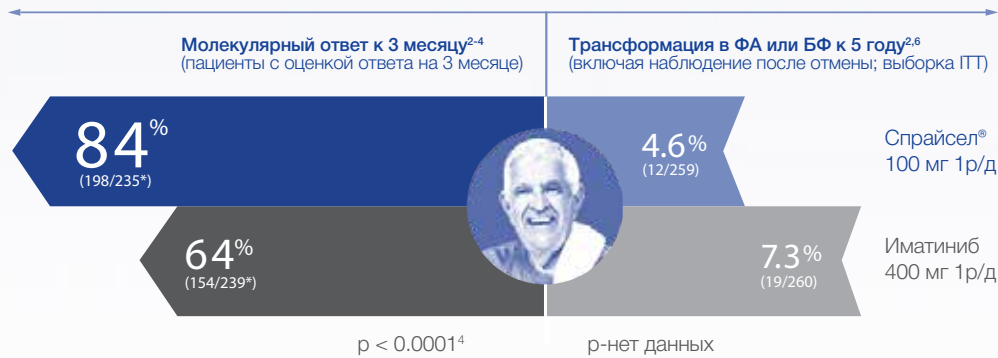 Молекулярный ответ к 3 месяцу2-4
(пациенты с оценкой ответа на 3 месяце)
Трансформация в ФА или БФ к 5 году2,6
(включая наблюдение после отмены; выборка ITT)
84%
(198/235*)
4.6%
(12/259)
Спрайсел®
100 мг 1р/д
64%
(154/239*)
7.3%
(19/260)
Иматиниб
400 мг 1р/д
p < 0.00014
р-нет данных